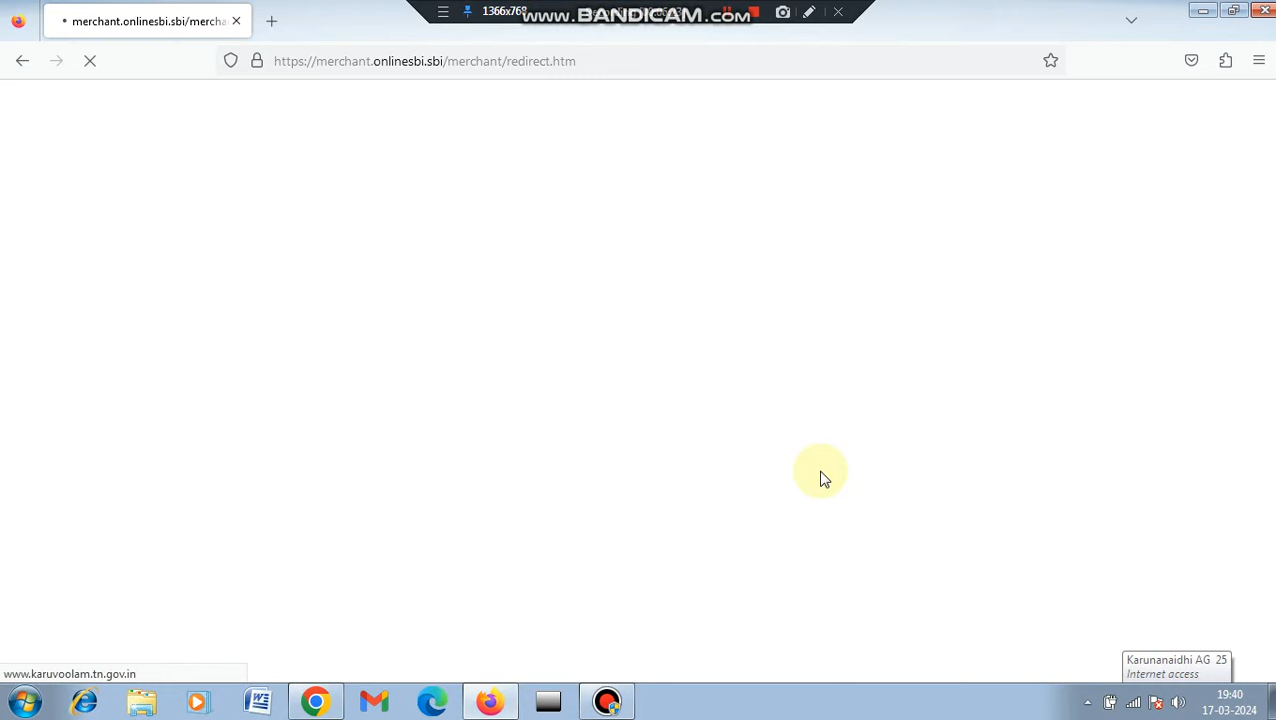 merchant.onlinesbi.sbi/mercha
1366x768
www.BANDICAM.com
https://merchant.onlinesbi.sbi/merchant/redirect.htm
www.karuvoolam.tn.gov.in
Karunanaidhi AG 25
Internet access
19:40
17-03-2024